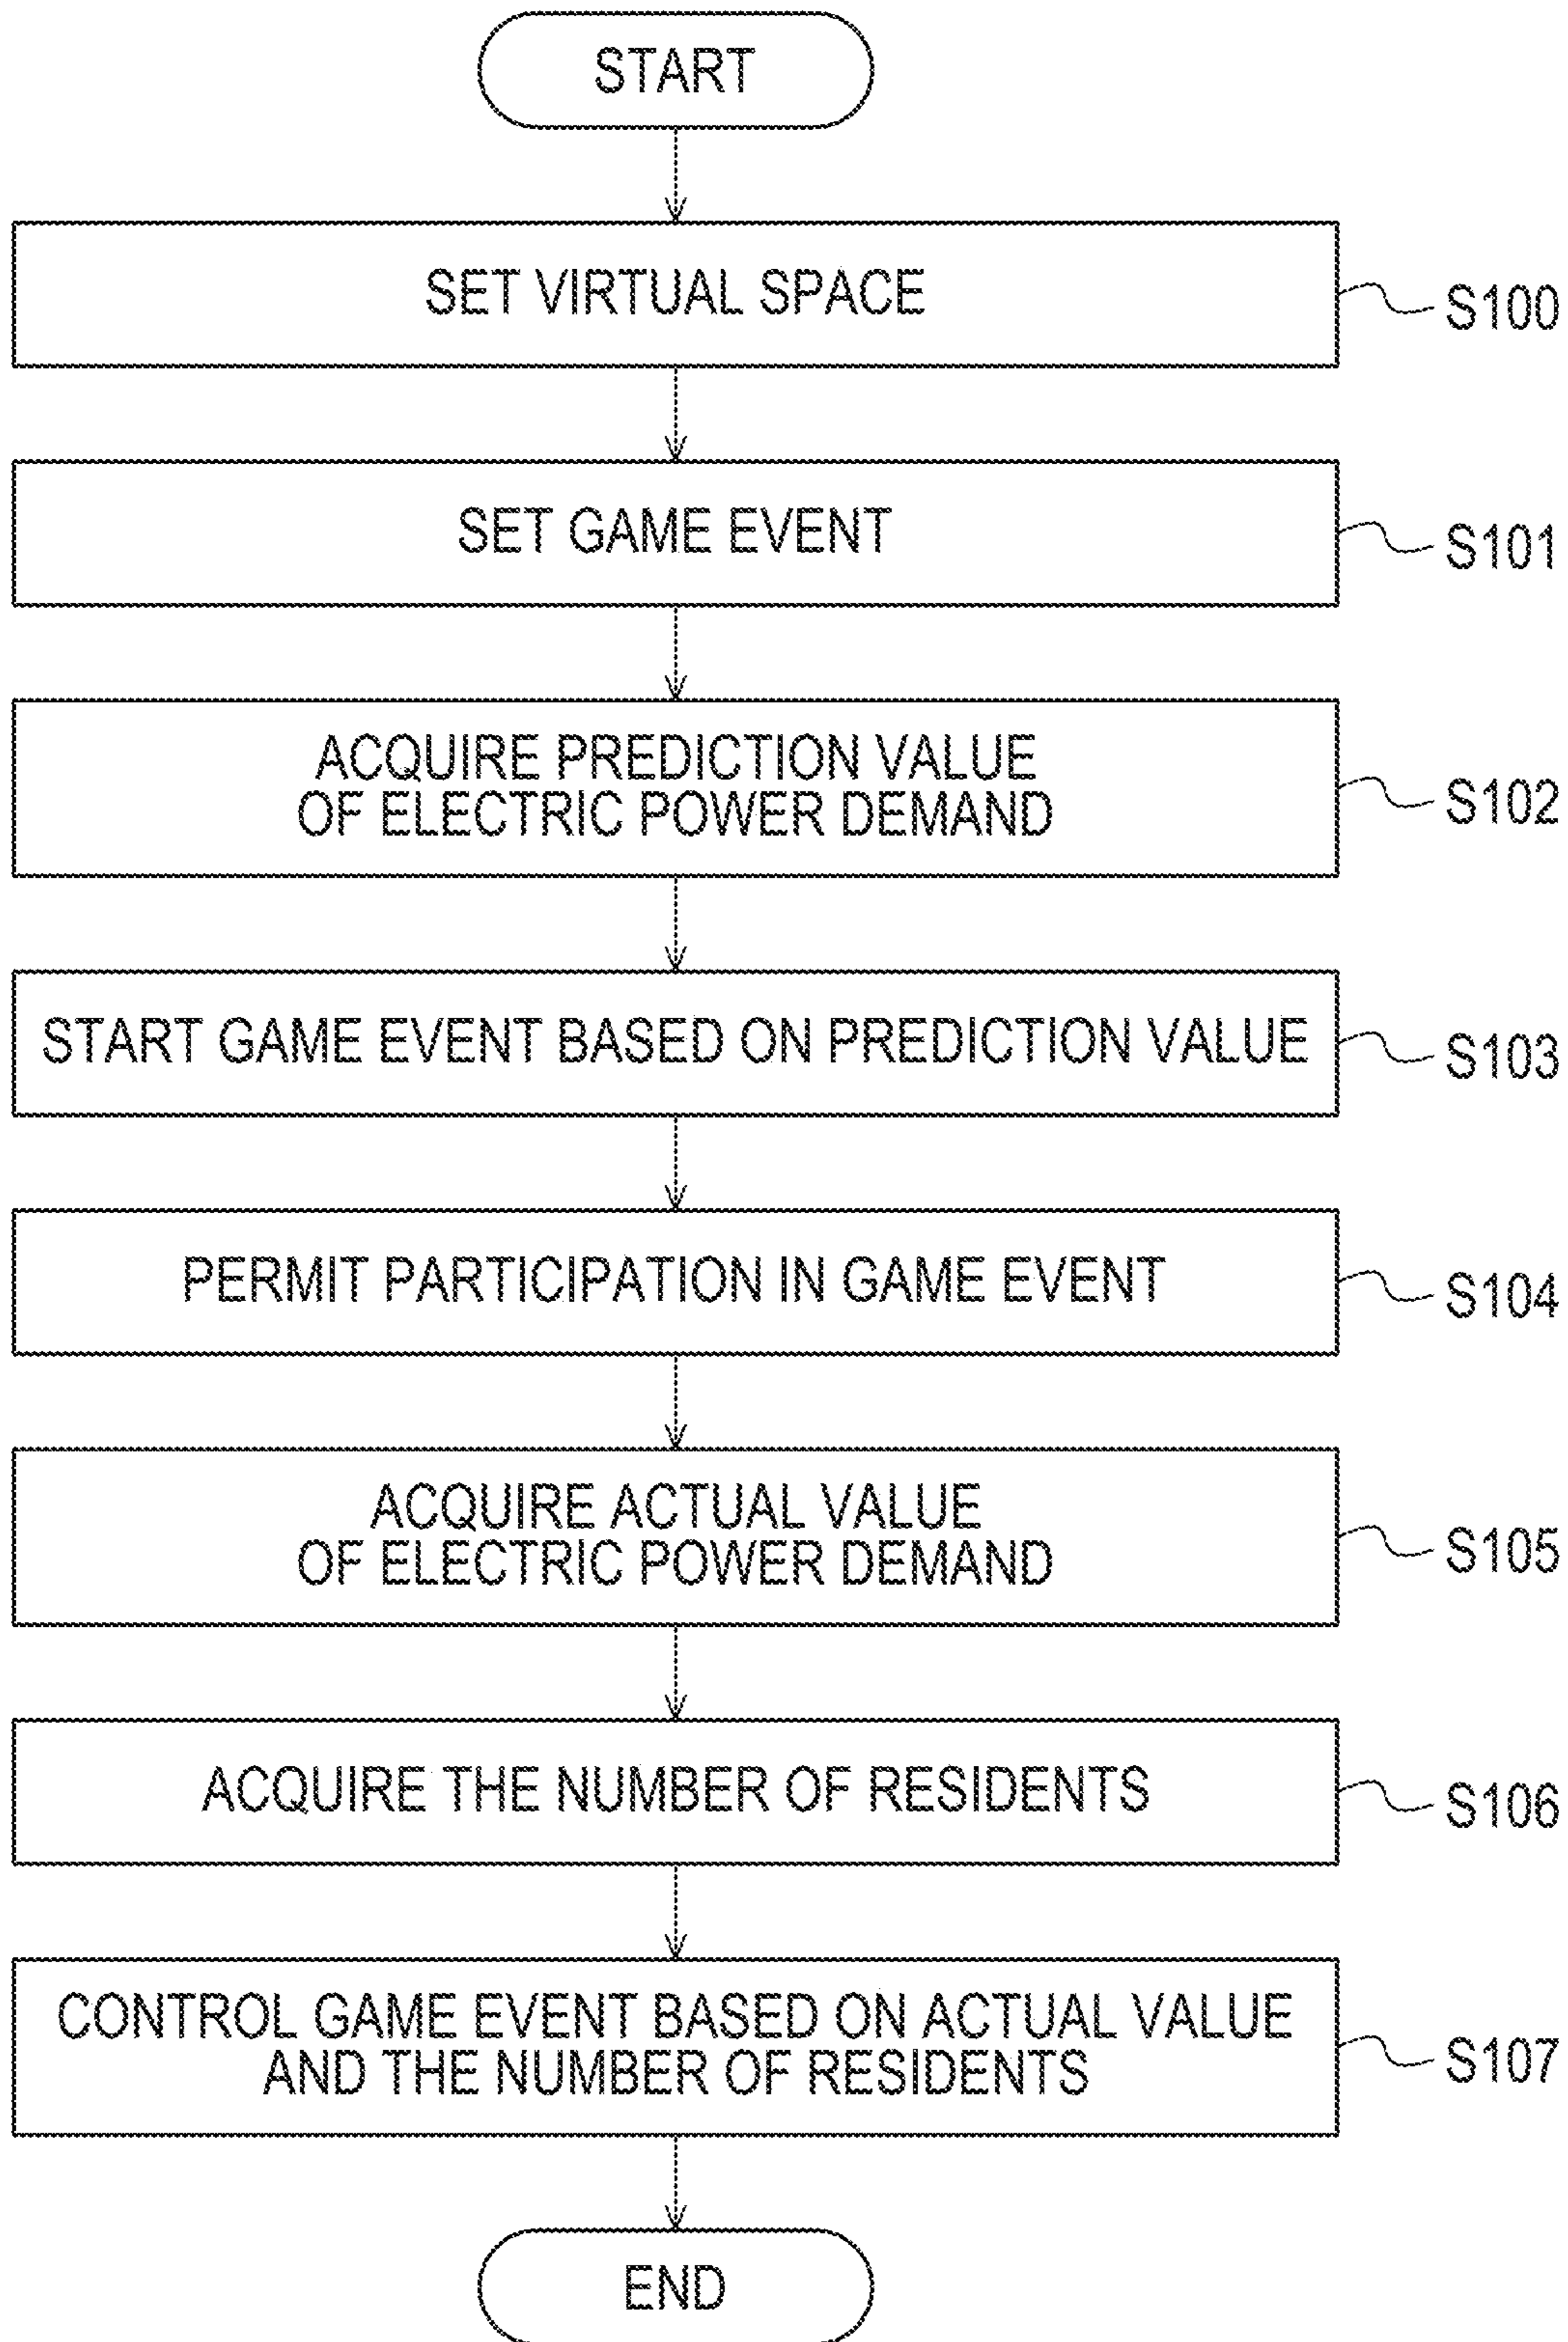 START
SET VIRTUAL SPACE
S100
SET GAME EVENT
S101
ACQUIRE PREDICTION VALUE
OF ELECTRIC POWER DEMAND
S102
START GAME EVENT BASED ON PREDICTION VALUE
S103
PERMIT PARTICIPATION IN GAME EVENT
S104
ACQUIRE ACTUAL VALUE
OF ELECTRIC POWER DEMAND
S105
ACQUIRE THE NUMBER OF RESIDENTS
S106
CONTROL GAME EVENT BASED ON ACTUAL VALUE
AND THE NUMBER OF RESIDENTS
S107
END